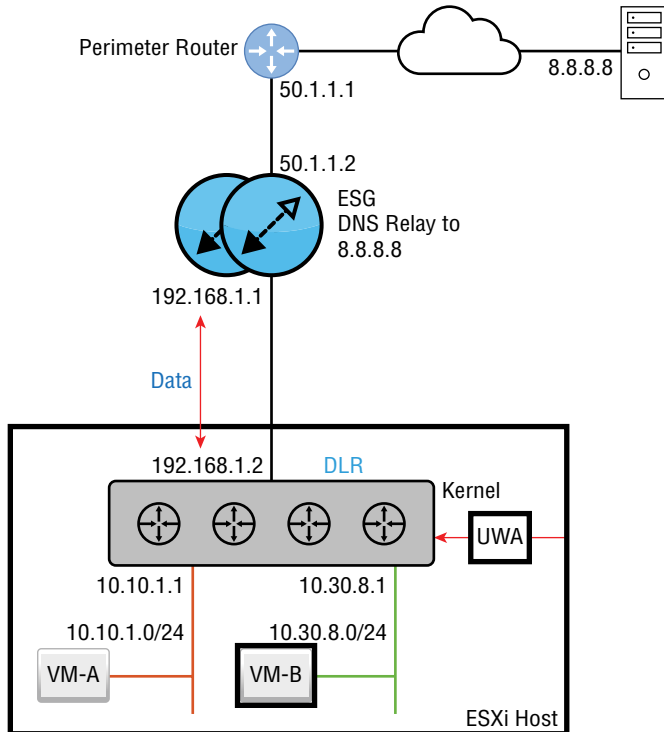 Perimeter Router
8.8.8.8
50.1.1.1
50.1.1.2
ESG
DNS Relay to
8.8.8.8
192.168.1.1
Data
192.168.1.2
DLR
Kernel
UWA
10.10.1.1
10.30.8.1
10.10.1.0/24
10.30.8.0/24
VM-A
VM-B
ESXi Host